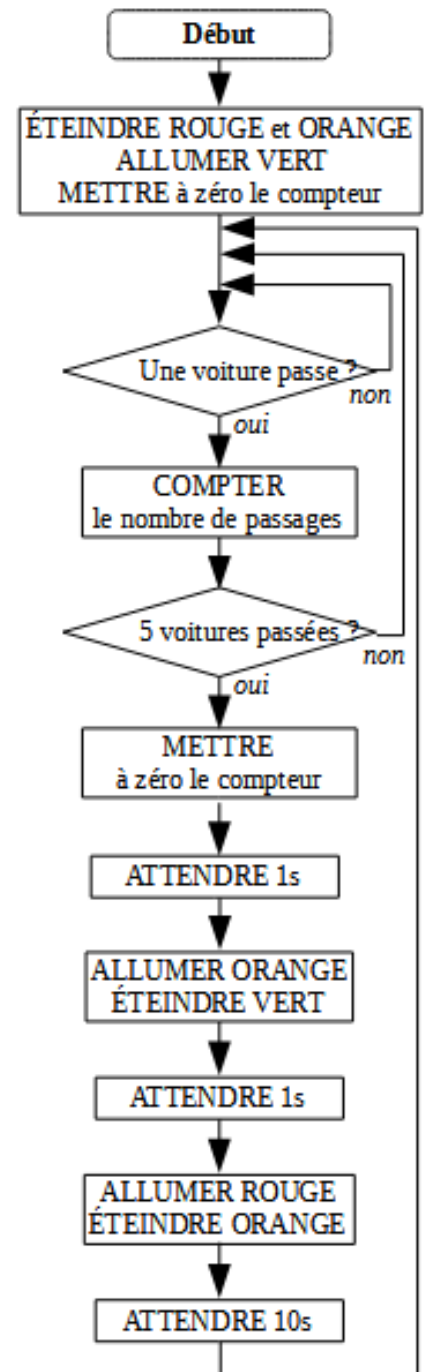 Début
ÉTEINDRE ROUGE et ORANGE
ALLUMER VERT
METTRE à zéro le compteur
Une voiture passe ?
non
oui
COMPTER
le nombre de passages
5 voitures passées ?
non
oui
METTRE
à zéro le compteur
ATTENDRE 1s
ALLUMER ORANGE
ÉTEINDRE VERT
ATTENDRE 1s
ALLUMER ROUGE
ÉTEINDRE ORANGE
ATTENDRE 10s